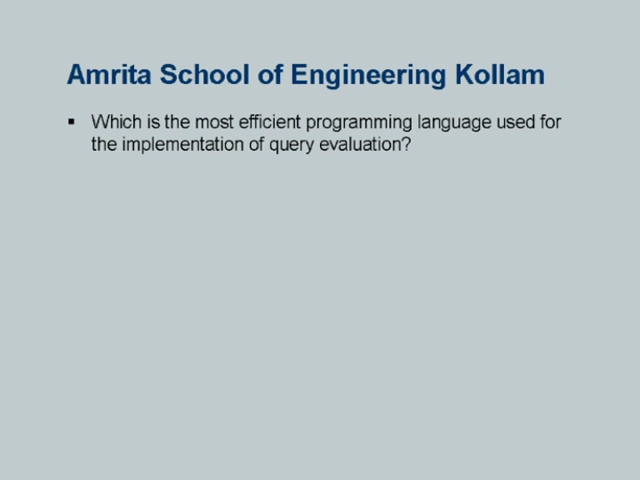 Amrita School of Engineering Kollam
▪ Which is the most efficient programming language used for
the implementation of query evaluation?